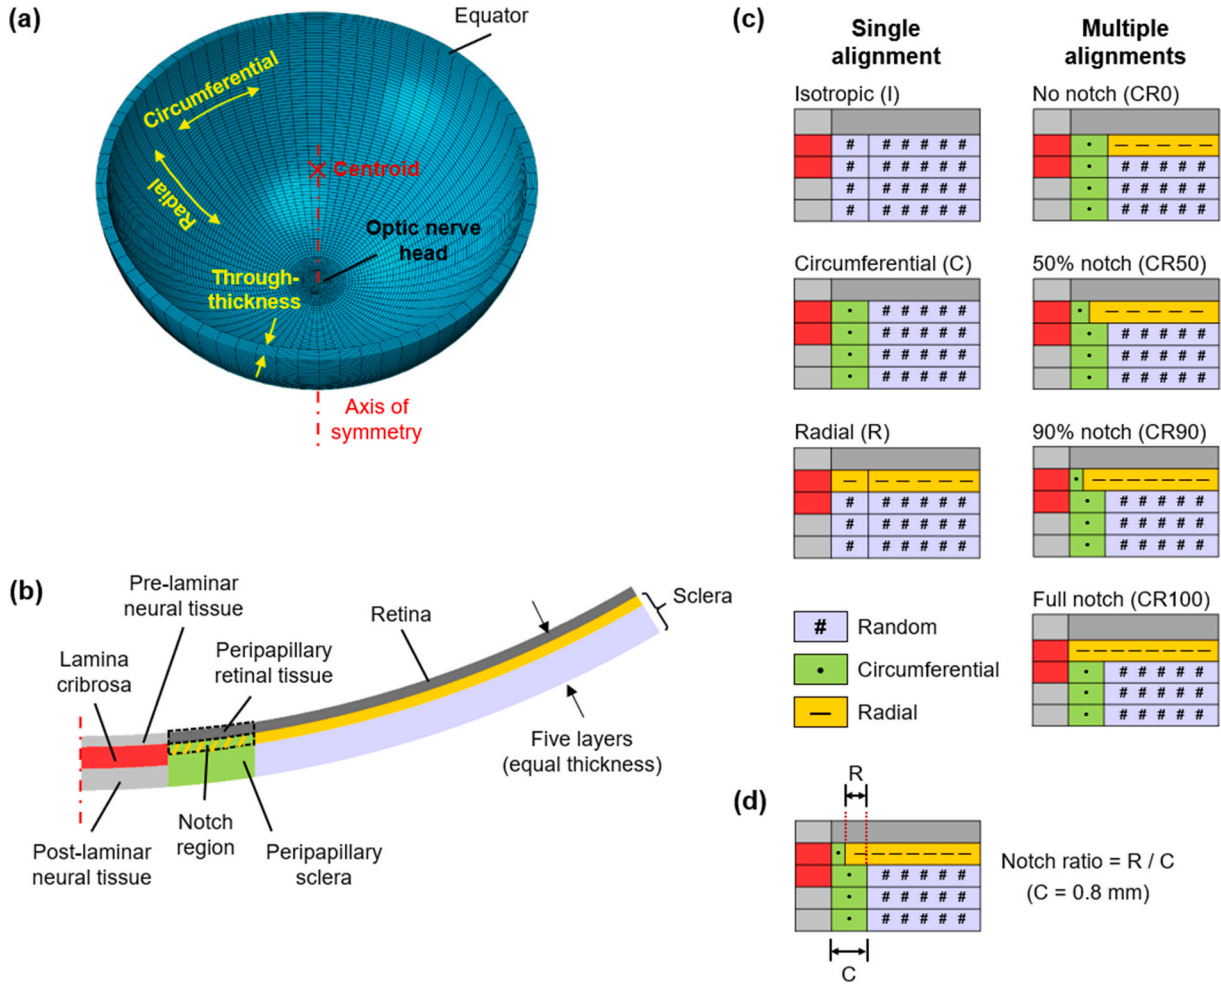 (a)
Equator
Circumferential
Radial
Centroid
Optic nerve
head
Through-
thickness
Axis of
symmetry
(b)
Pre-laminar
neural tissue
Lamina
cribrosa
Peripapillary
retinal tissue
Retina
Sclera
Five layers
(equal thickness)
Notch
region
Post-laminar
neural tissue
Peripapillary
sclera
(c)
Single
alignment
Multiple
alignments
Isotropic (I)
# # # # # #
# # # # # #
# # # # # #
# # # # # #
No notch (CR0)
• — — — — —
• # # # # #
• # # # # #
• # # # # #
Circumferential (C)
• # # # # #
• # # # # #
• # # # # #
• # # # # #
50% notch (CR50)
• — — — — —
• # # # # #
• # # # # #
• # # # # #
Radial (R)
— — — — — —
# # # # # #
# # # # # #
# # # # # #
90% notch (CR90)
• — — — — — — —
• # # # # #
• # # # # #
• # # # # #
Full notch (CR100)
— — — — — — —
• # # # # #
• # # # # #
• # # # # #
# Random
• Circumferential
— Radial
(d)
R
• — — — — — — —
• # # # # #
• # # # # #
• # # # # #
C
Notch ratio = R / C
(C = 0.8 mm)